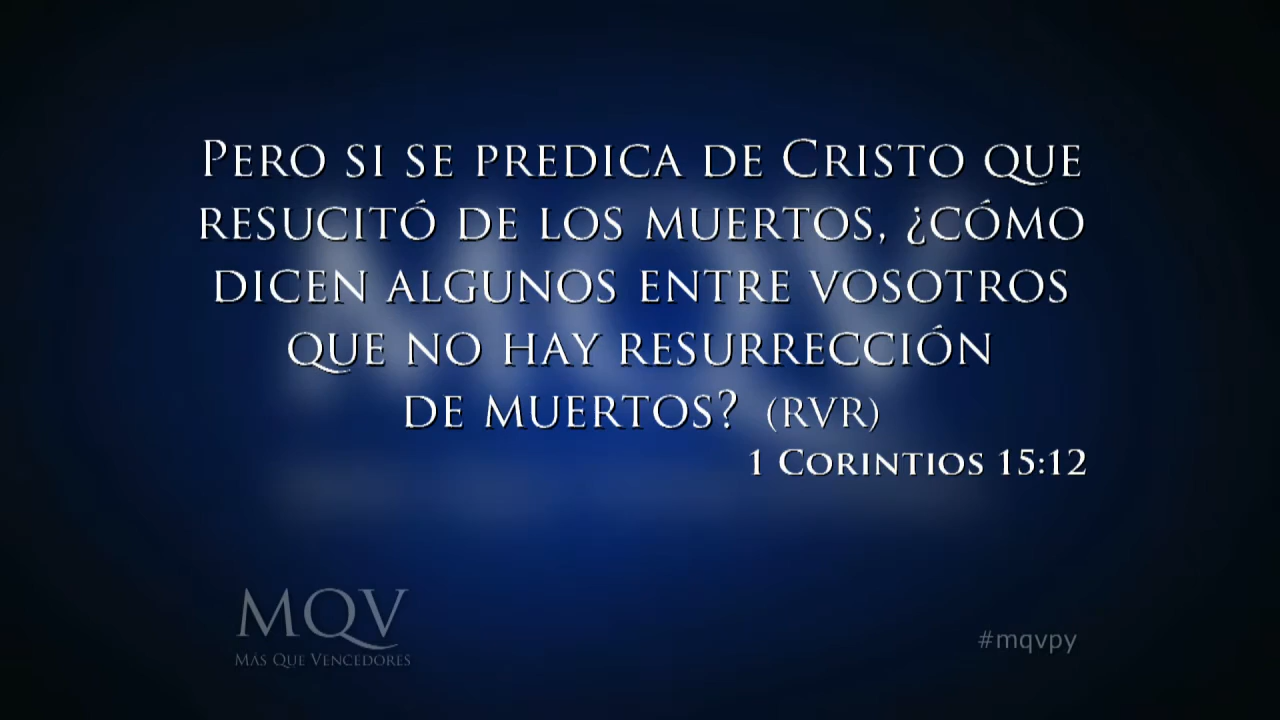 Pero si se predica de Cristo que
resucitó de los muertos, ¿cómo
dicen algunos entre vosotros
que no hay resurrección
de muertos? (RVR)
1 Corintios 15:12
MQV
Más Que Vencedores
#mqvpy